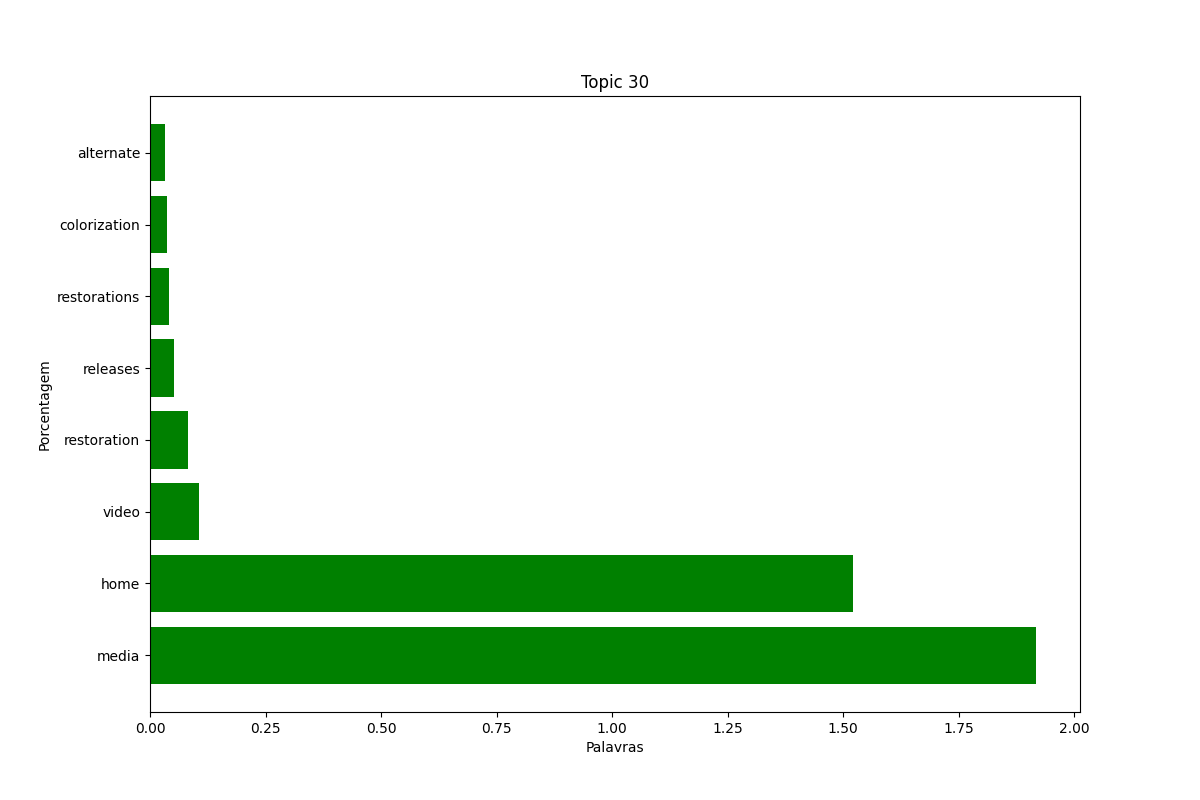 Topic 30
alternate
colorization
restorations
releases
restoration
video
home
media
Porcentagem
0.00 0.25 0.50 0.75 1.00 1.25 1.50 1.75 2.00
Palavras